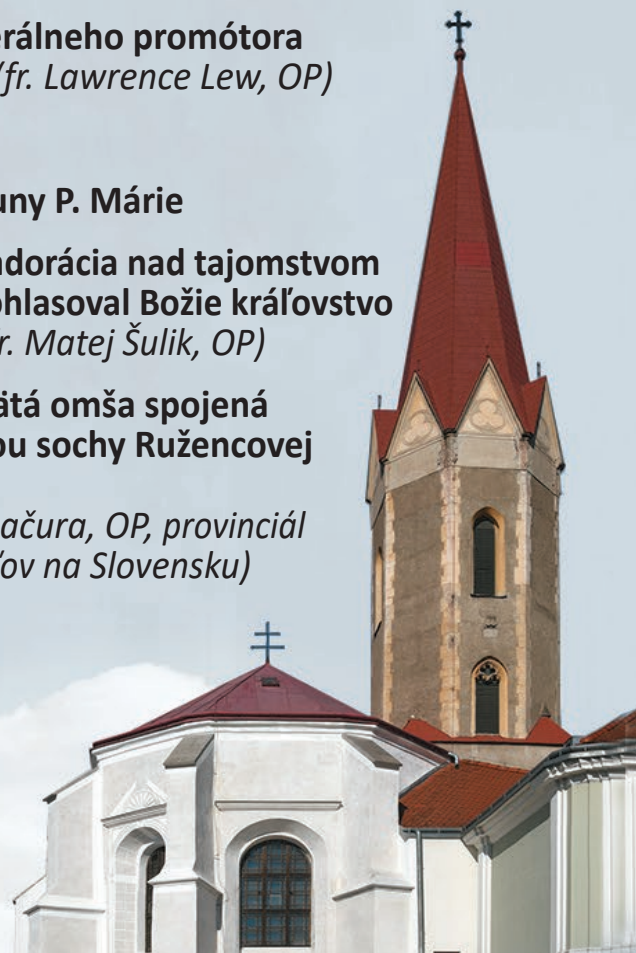 erálneho promótora
(fr. Lawrence Lew, OP)
uny P. Márie
adorácia nad tajomstvom
ohlasoval Božie kráľovstvo
r. Matej Šulik, OP)
ätá omša spojená
ou sochy Ružencovej
ačura, OP, provinciál
ľov na Slovensku)